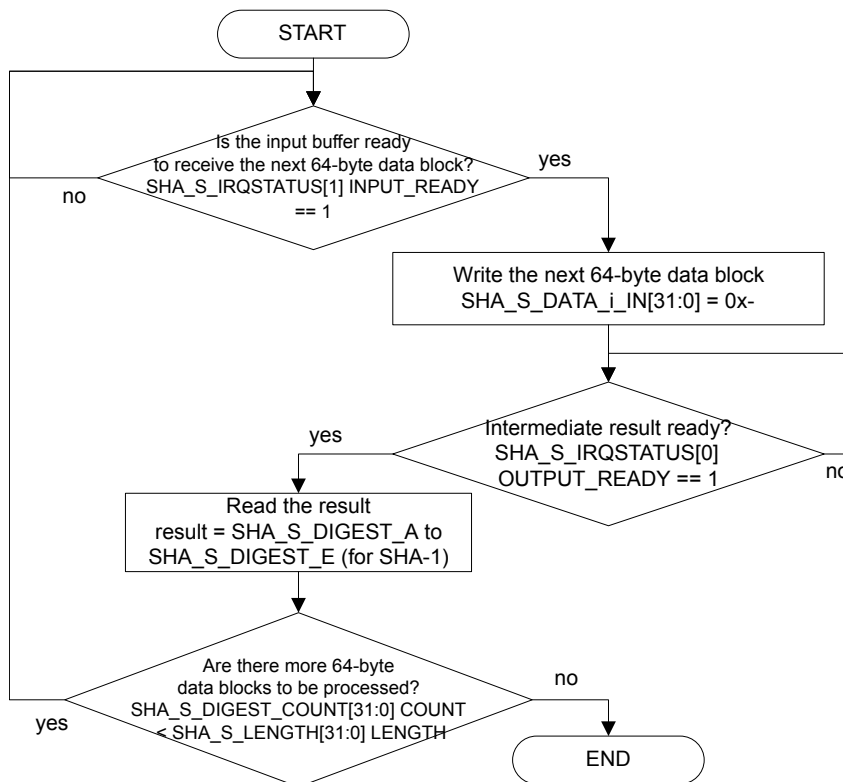 START
Is the input buffer ready
to receive the next 64-byte data block?
SHA_S_IRQSTATUS[1] INPUT_READY
== 1
yes
no
Write the next 64-byte data block
SHA_S_DATA_i_IN[31:0] = 0x-
Intermediate result ready?
SHA_S_IRQSTATUS[0]
OUTPUT_READY == 1
yes
no
Read the result
result = SHA_S_DIGEST_A to
SHA_S_DIGEST_E (for SHA-1)
Are there more 64-byte
data blocks to be processed?
SHA_S_DIGEST_COUNT[31:0] COUNT
< SHA_S_LENGTH[31:0] LENGTH
no
yes
END